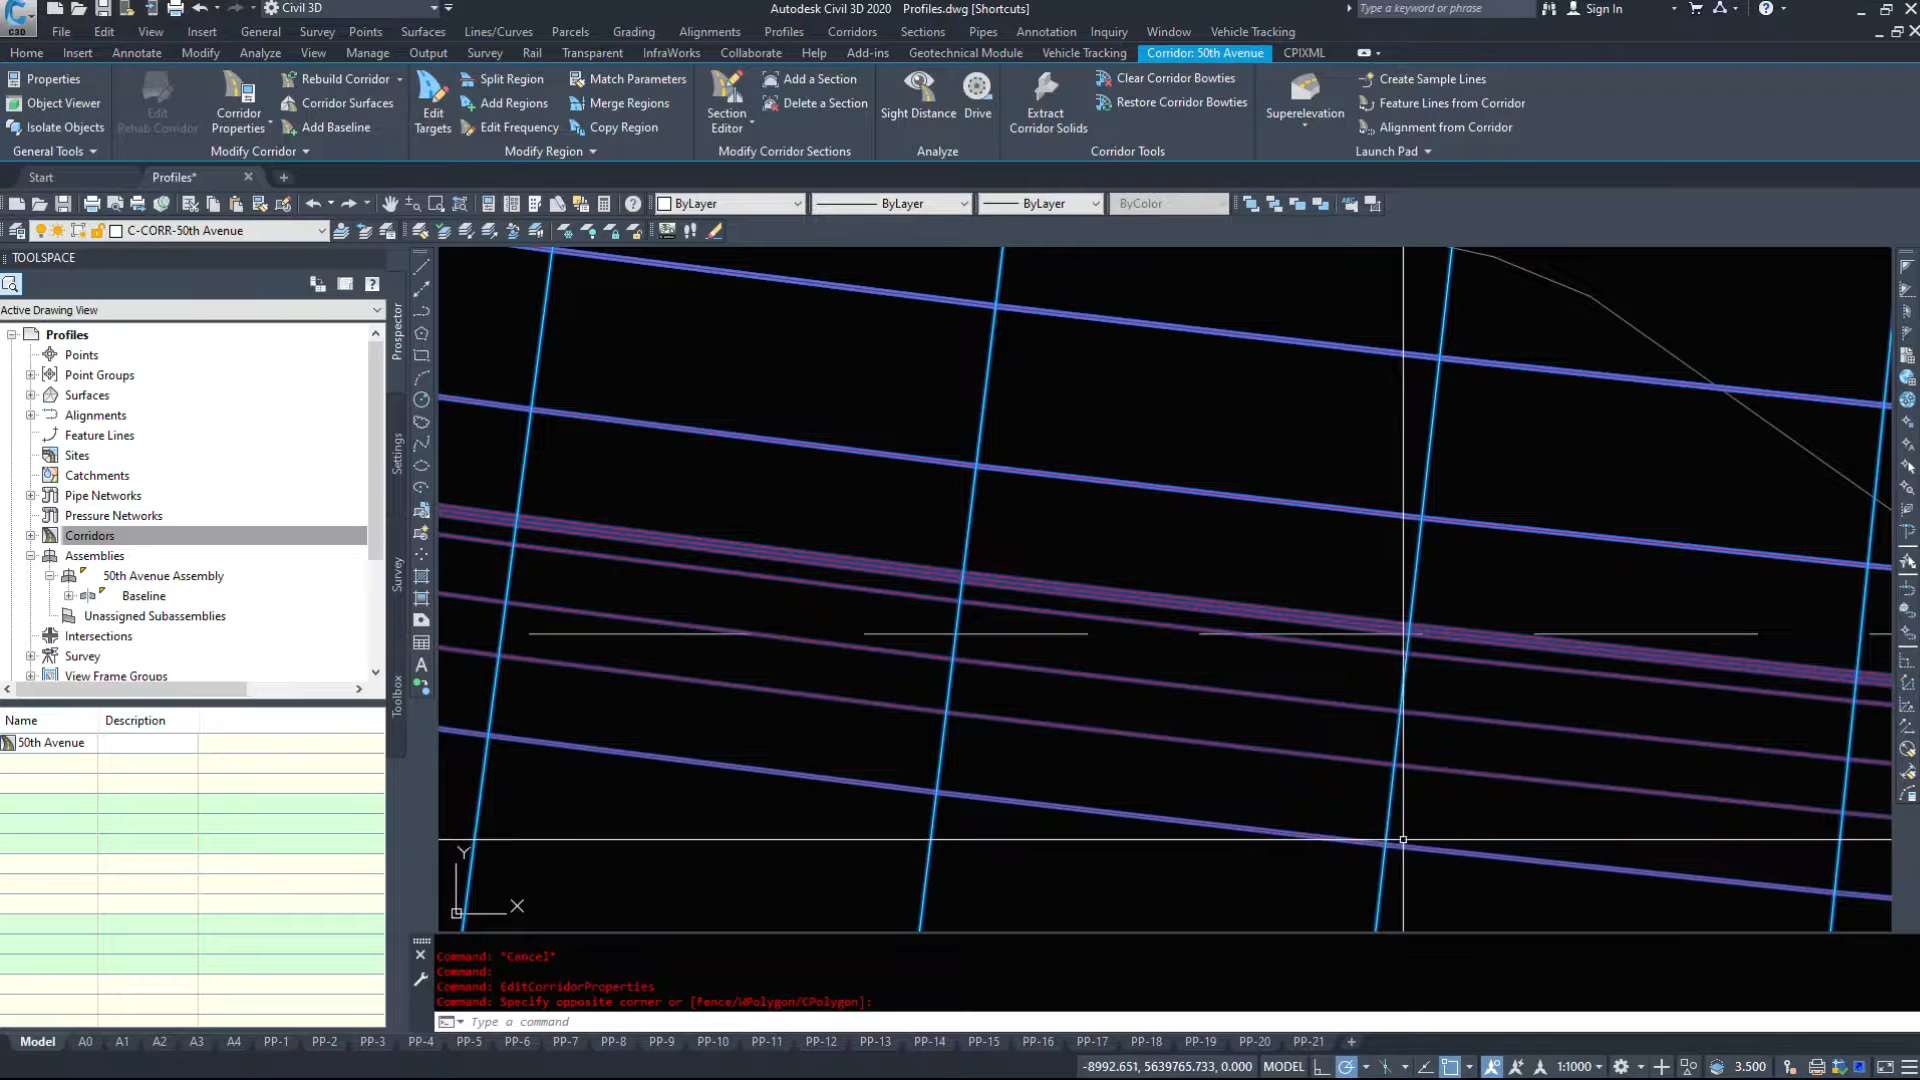 C3D
Civil 3D
Autodesk Civil 3D 2020 Profiles.dwg [Shortcuts]
Type a keyword or phrase
Sign In
File Edit View Insert General Survey Points Surfaces Lines/Curves Parcels Grading Alignments Profiles Corridors Sections Pipes Annotation Inquiry Window Vehicle Tracking
Home Insert Annotate Modify Analyze View Manage Output Survey Rail Transparent InfraWorks Collaborate Help Add-ins Geotechnical Module Vehicle Tracking Corridor: 50th Avenue CPIXML
Properties
Object Viewer
Isolate Objects
General Tools
Edit
Rehab Corridor
Corridor
Properties
Rebuild Corridor
Corridor Surfaces
Add Baseline
Modify Corridor
Edit
Targets
Split Region
Add Regions
Edit Frequency
Match Parameters
Merge Regions
Copy Region
Modify Region
Section
Editor
Add a Section
Delete a Section
Modify Corridor Sections
Sight Distance
Drive
Analyze
Extract
Corridor Solids
Clear Corridor Bowties
Restore Corridor Bowties
Corridor Tools
Superelevation
Create Sample Lines
Feature Lines from Corridor
Alignment from Corridor
Launch Pad
Start
Profiles*
ByLayer
ByLayer
ByLayer
ByColor
C-CORR-50th Avenue
TOOLSPACE
Active Drawing View
Profiles
Points
Point Groups
Surfaces
Alignments
Feature Lines
Sites
Catchments
Pipe Networks
Pressure Networks
Corridors
Assemblies
50th Avenue Assembly
Baseline
Unassigned Subassemblies
Intersections
Survey
View Frame Groups
Prospector
Settings
Survey
Toolbox
Name Description
50th Avenue
Y
X
Command: *Cancel*
Command:
Command: EditCorridorProperties
Command: Specify opposite corner or [Fence/WPolygon/CPolygon]:
Type a command
Model A0 A1 A2 A3 A4 PP-1 PP-2 PP-3 PP-4 PP-5 PP-6 PP-7 PP-8 PP-9 PP-10 PP-11 PP-12 PP-13 PP-14 PP-15 PP-16 PP-17 PP-18 PP-19 PP-20 PP-21
-8992.651, 5639765.733, 0.000 MODEL
1:1000
3.500